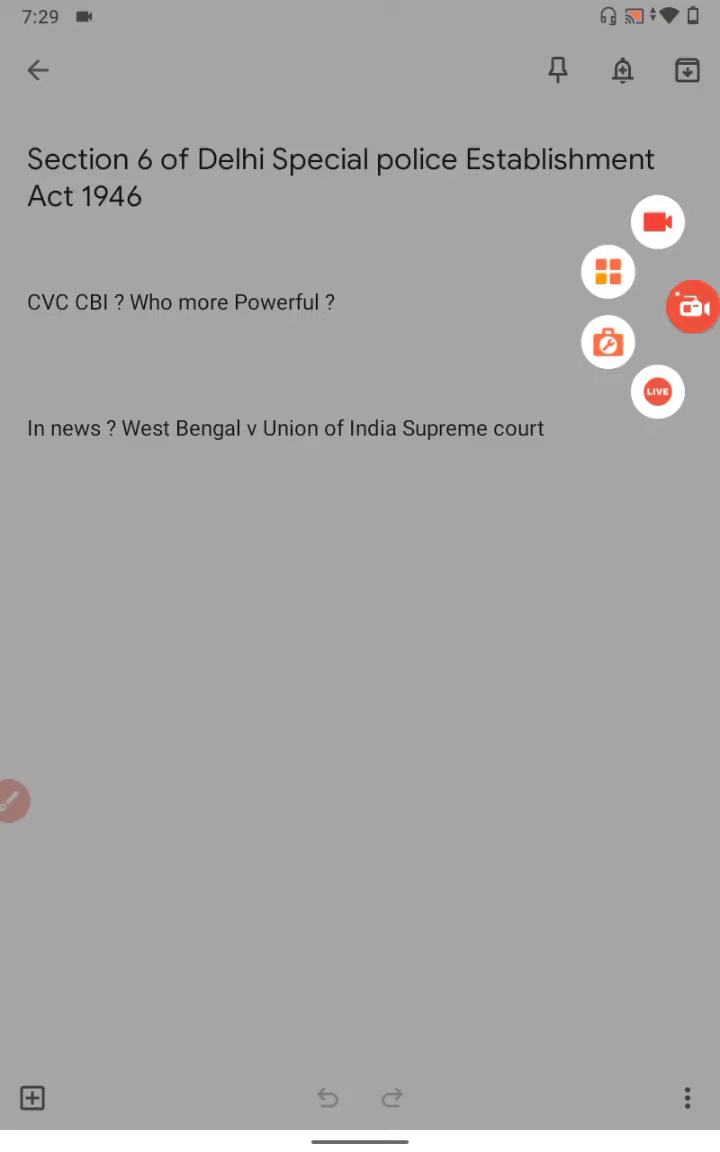 7:29
Section 6 of Delhi Special police Establishment
Act 1946
CVC CBI ? Who more Powerful ?
LIVE
In news ? West Bengal v Union of India Supreme court